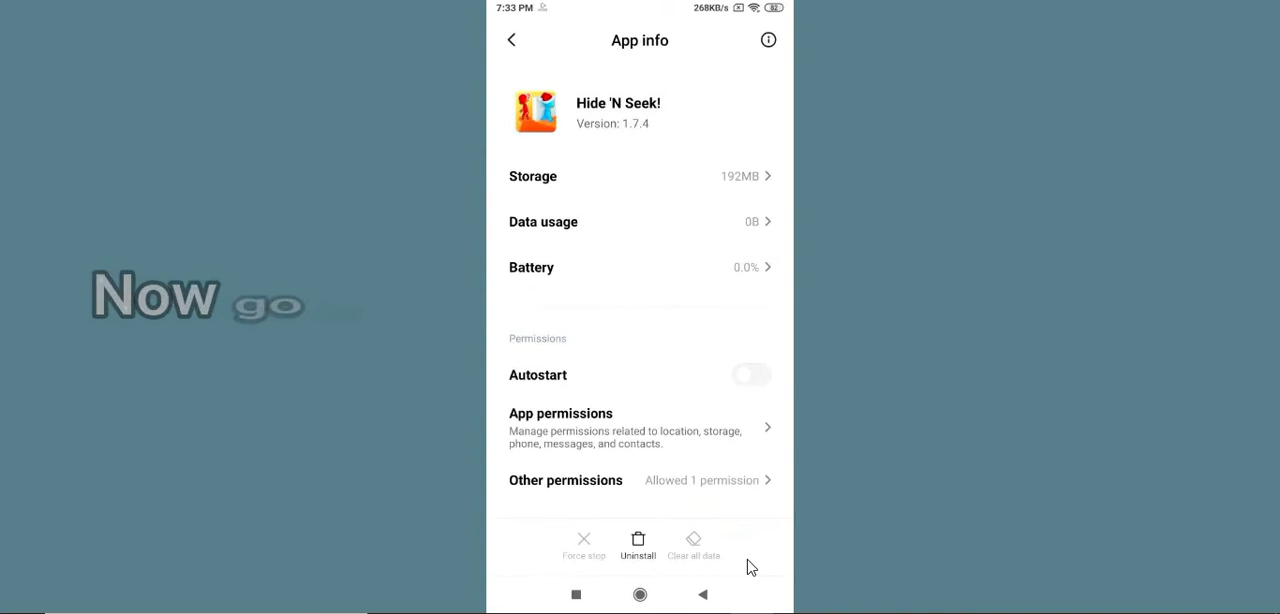 7:33 PM 268KB/s 82
App info
Hide 'N Seek!
Version: 1.7.4
Storage 192MB
Data usage 0B
Battery 0.0%
Now go
Permissions
Autostart
App permissions
Manage permissions related to location, storage,
phone, messages, and contacts.
Other permissions Allowed 1 permission
Force stop Uninstall Clear all data